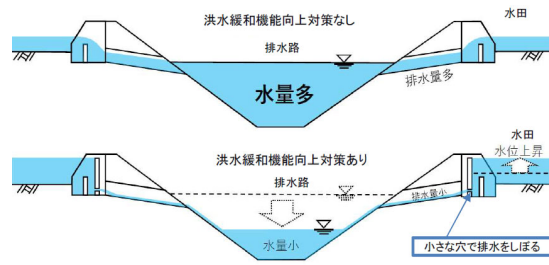 洪水緩和機能向上対策なし
水田
排水路
排水量多
水量多
洪水緩和機能向上対策あり
水田
水位上昇
排水路
排水量小
水量小
小さな穴で排水をしぼる